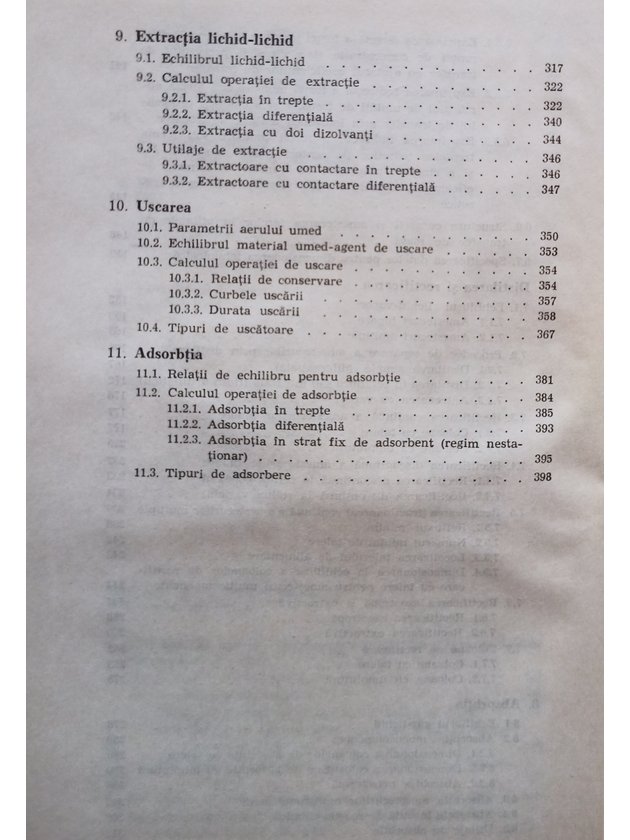 9. Extracția lichid-lichid
9.1. Echilibrul lichid-lichid . . . . . . . . . . . . . 317
9.2. Calculul operației de extracție . . . . . . . . . . 322
9.2.1. Extracția în trepte . . . . . . . . . . . . . 322
9.2.2. Extracția diferențială . . . . . . . . . . . 340
9.2.3. Extracția cu doi dizolvanți . . . . . . . . . 344
9.3. Utilaje de extracție . . . . . . . . . . . . . . 346
9.3.1. Extractoare cu contactare în trepte . . . . . . 346
9.3.2. Extractoare cu contactare diferențială . . . . . 347
10. Uscarea
10.1. Parametrii aerului umed . . . . . . . . . . . . 350
10.2. Echilibrul material umed-agent de uscare . . . . . 353
10.3. Calculul operației de uscare . . . . . . . . . . 354
10.3.1. Relații de conservare . . . . . . . . . . 354
10.3.2. Curbele uscării . . . . . . . . . . . . 357
10.3.3. Durata uscării . . . . . . . . . . . . 358
10.4. Tipuri de uscătoare . . . . . . . . . . . . . 367
11. Adsorbția
11.1. Relații de echilibru pentru adsorbție . . . . . . . 381
11.2. Calculul operației de adsorbție . . . . . . . . . 384
11.2.1. Adsorbția în trepte . . . . . . . . . . . 385
11.2.2. Adsorbția diferențială . . . . . . . . . . 393
11.2.3. Adsorbția în strat fix de adsorbent (regim nesta-
ționar) . . . . . . . . . . . . . . . . 395
11.3. Tipuri de adsorbere . . . . . . . . . . . . . 398